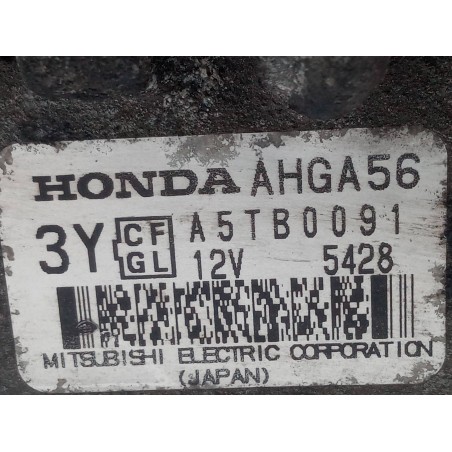 HONDA AHGA56
3Y CF A5TB0091
GL 12V 5428
MITSUBISHI ELECTRIC CORPORATION
(JAPAN)